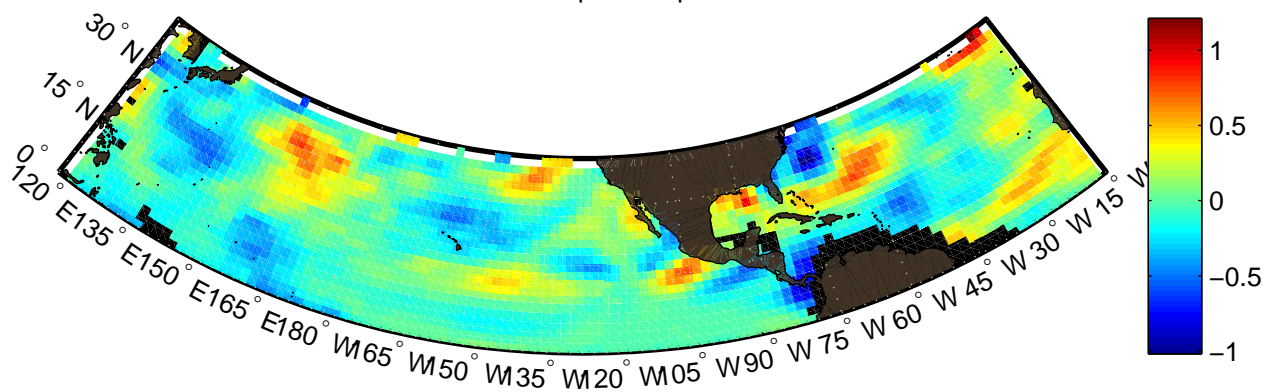 30° N
15° N
0°
120° E
135° E
150° E
165° E
180° W
165° W
150° W
135° W
120° W
105° W
90° W
75° W
60° W
45° W
30° W
15° W
1
0.5
0
−0.5
−1